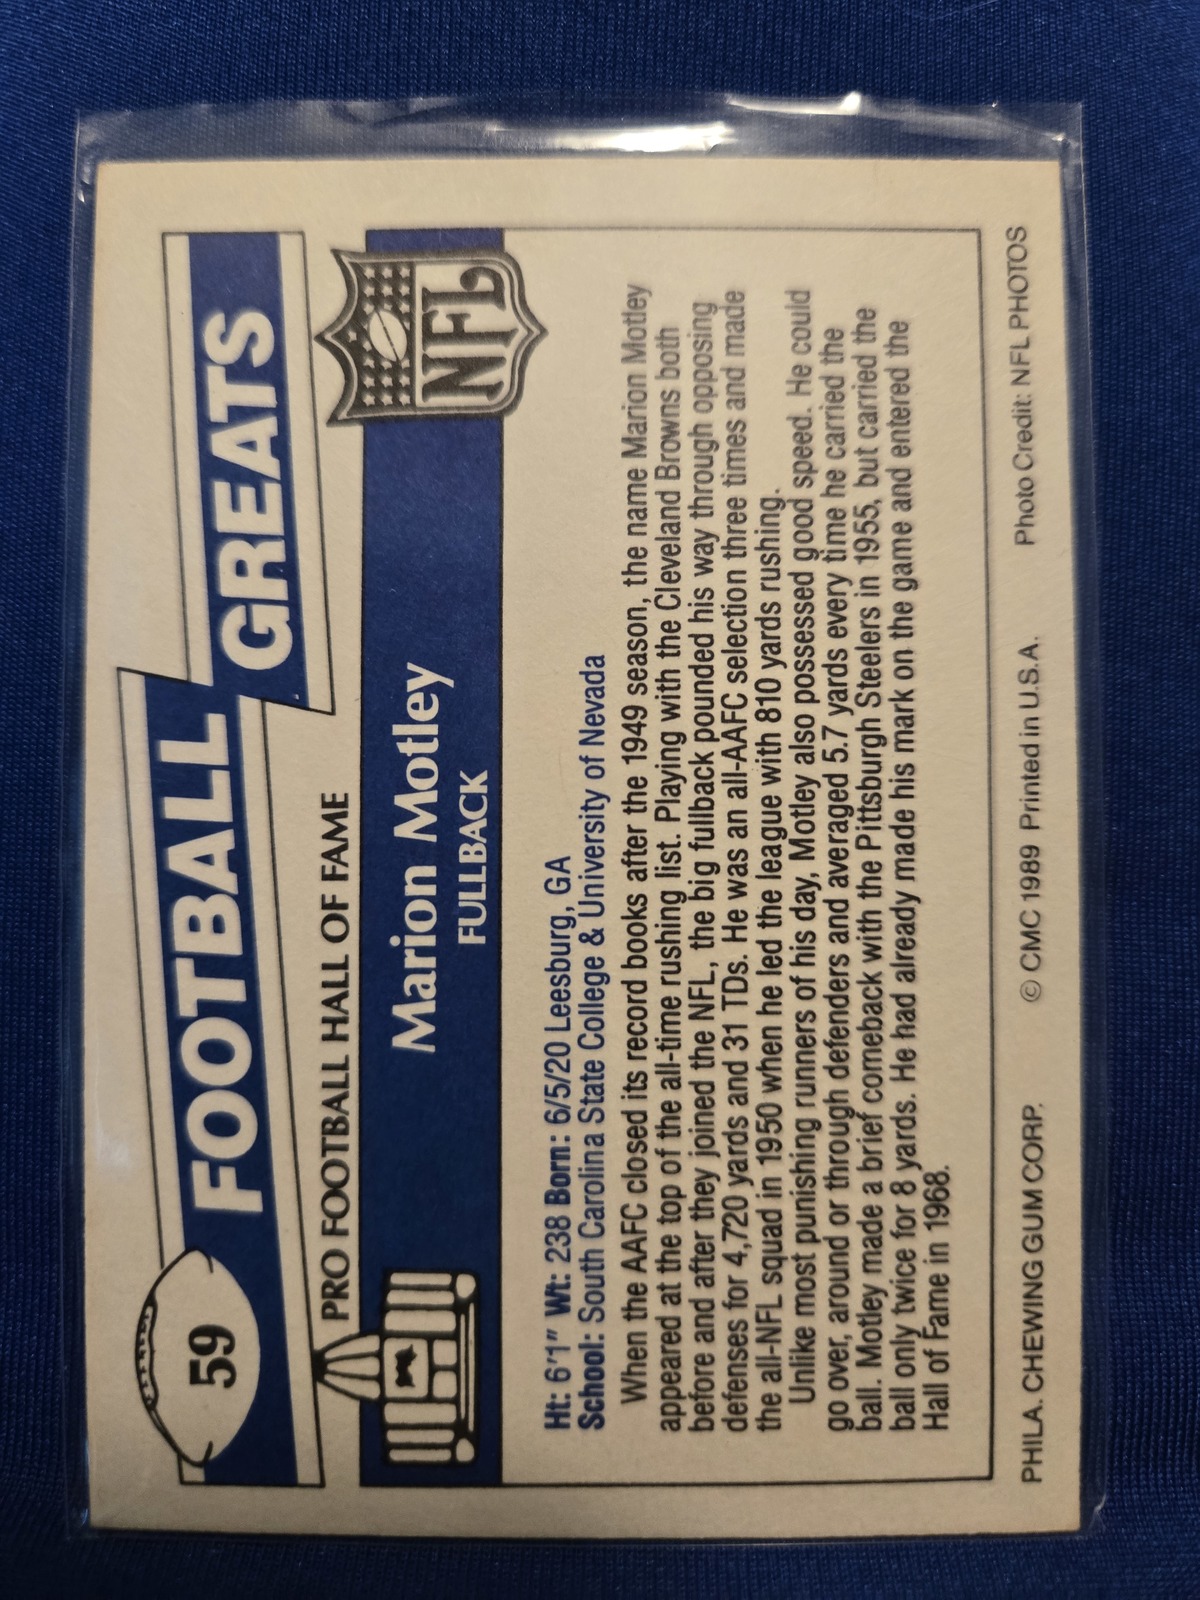 59
FOOTBALL
GREATS
PRO FOOTBALL HALL OF FAME
Marion Motley
FULLBACK
NFL
Ht: 6'1" Wt: 238 Born: 6/5/20 Leesburg, GA
School: South Carolina State College & University of Nevada
When the AAFC closed its record books after the 1949 season, the name Marion Motley
appeared at the top of the all-time rushing list. Playing with the Cleveland Browns both
before and after they joined the NFL, the big fullback pounded his way through opposing
defenses for 4,720 yards and 31 TDs. He was an all-AAFC selection three times and made
the all-NFL squad in 1950 when he led the league with 810 yards rushing.
Unlike most punishing runners of his day, Motley also possessed good speed. He could
go over, around or through defenders and averaged 5.7 yards every time he carried the
ball. Motley made a brief comeback with the Pittsburgh Steelers in 1955, but carried the
ball only twice for 8 yards. He had already made his mark on the game and entered the
Hall of Fame in 1968.
PHILA. CHEWING GUM CORP. © CMC 1989 Printed in U.S.A. Photo Credit: NFL PHOTOS